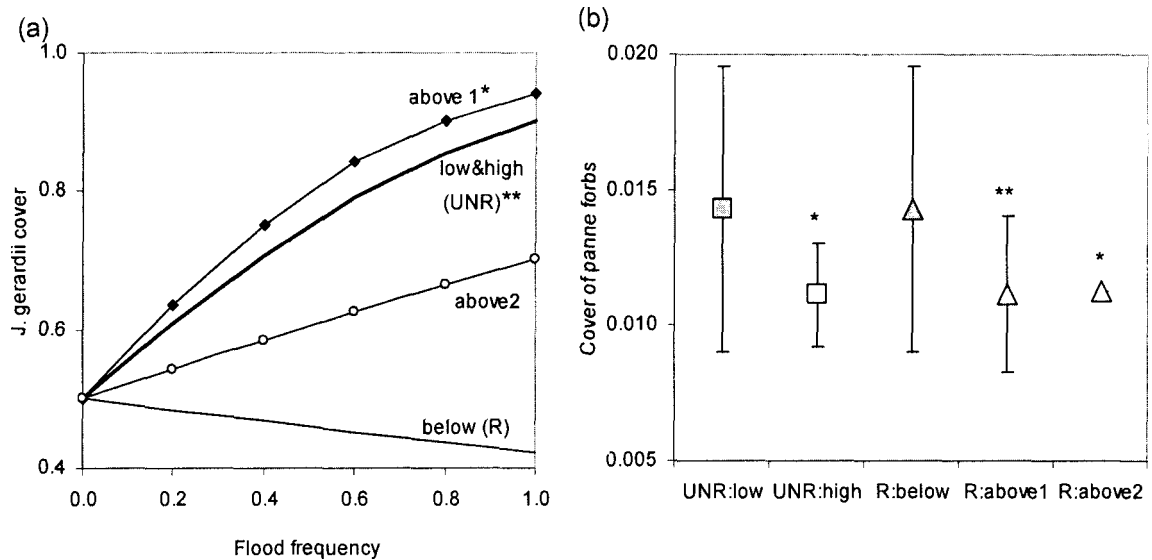 (a)
1.0
0.8
0.6
0.4
J. gerardii cover
above 1*
low&high
(UNR)**
above2
below (R)
0.0 0.2 0.4 0.6 0.8 1.0
Flood frequency
(b)
0.020
0.015
0.010
0.005
Cover of panne forbs
*
**
*
UNR:low UNR:high R:below R:above1 R:above2